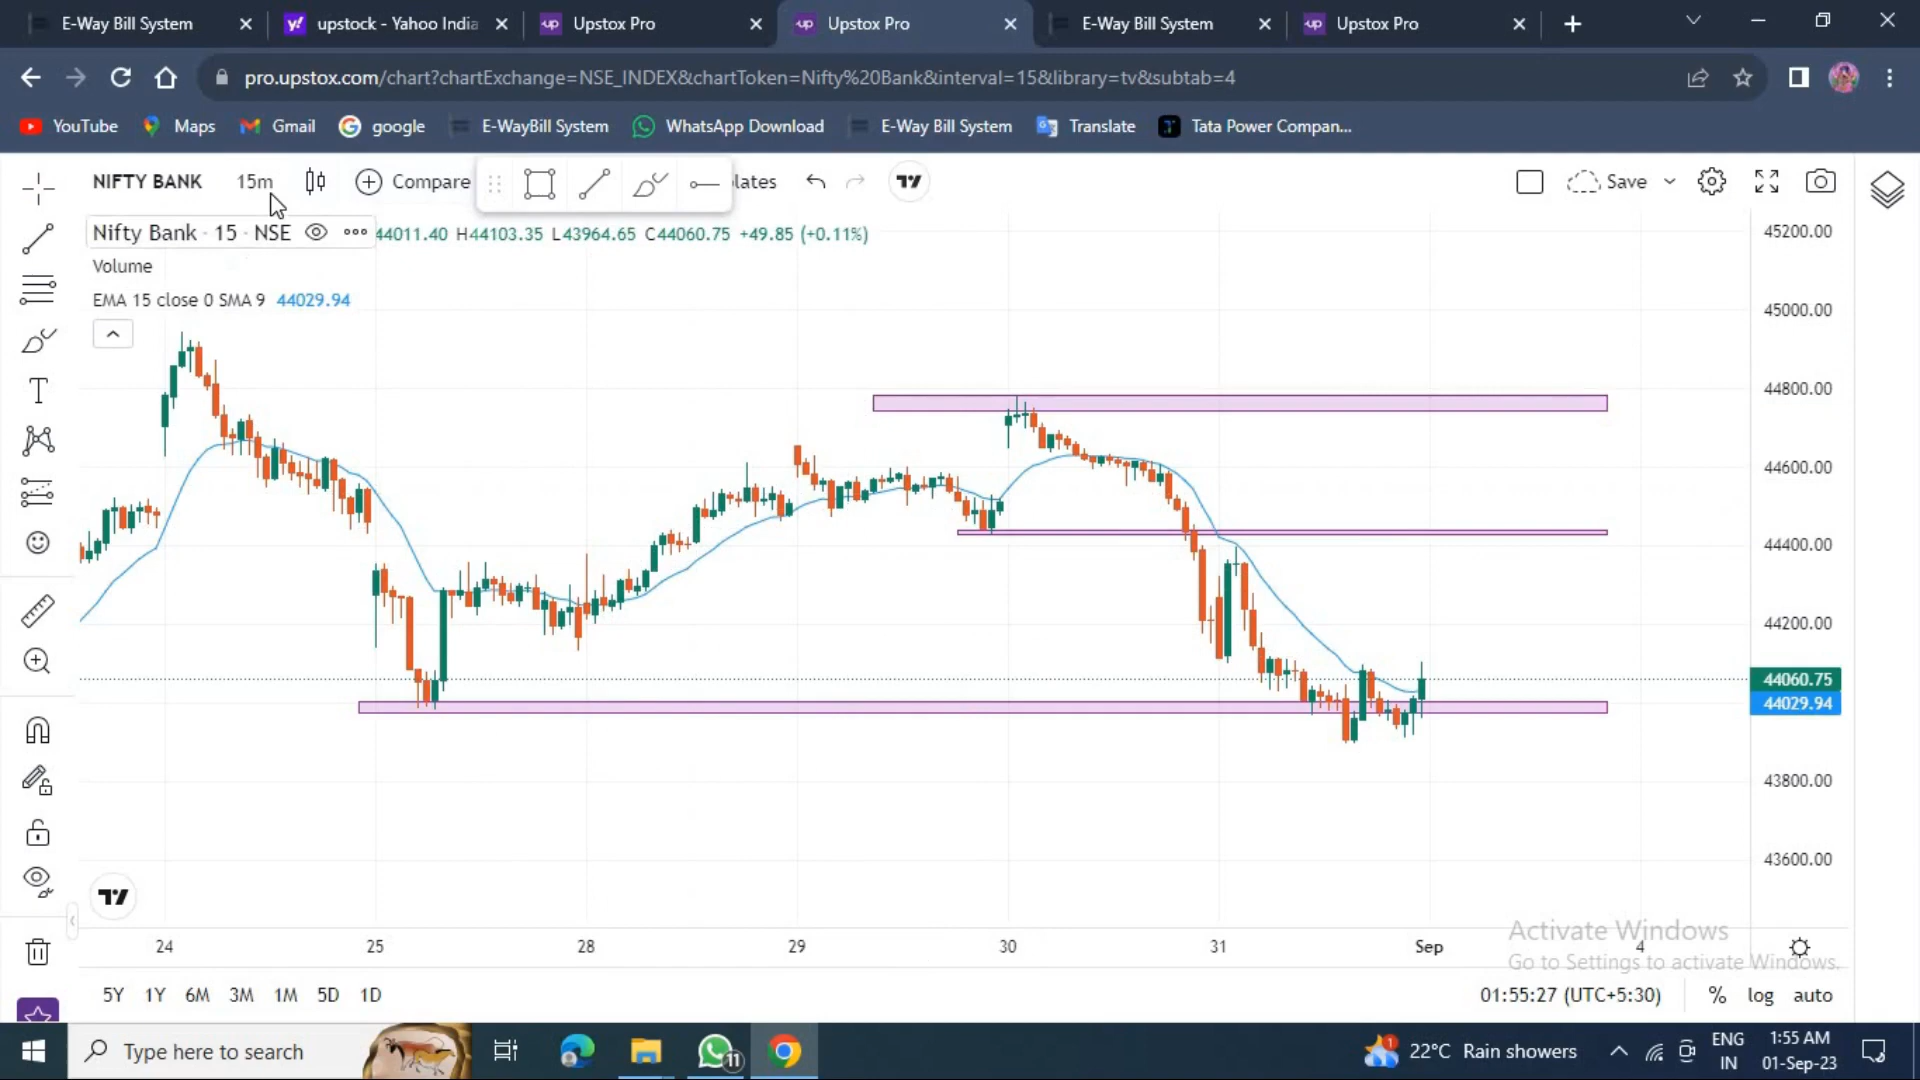 E-Way Bill System
upstock - Yahoo India
Upstox Pro
Upstox Pro
E-Way Bill System
Upstox Pro
pro.upstox.com/chart?chartExchange=NSE_INDEX&chartToken=Nifty%20Bank&interval=15&library=tv&subtab=4
YouTube
Maps
Gmail
google
E-WayBill System
WhatsApp Download
E-Way Bill System
Translate
Tata Power Compan...
NIFTY BANK
15m
Compare
lates
Save
Nifty Bank · 15 · NSE
44011.40 H44103.35 L43964.65 C44060.75 +49.85 (+0.11%)
Volume
EMA 15 close 0 SMA 9 44029.94
45200.00
45000.00
44800.00
44600.00
44400.00
44200.00
44060.75
44029.94
43800.00
43600.00
24 25 28 29 30 31 Sep 4
Activate Windows
Go to Settings to activate Windows.
5Y 1Y 6M 3M 1M 5D 1D
01:55:27 (UTC+5:30)
% log auto
Type here to search
11
1
22°C Rain showers
ENG
IN
1:55 AM
01-Sep-23